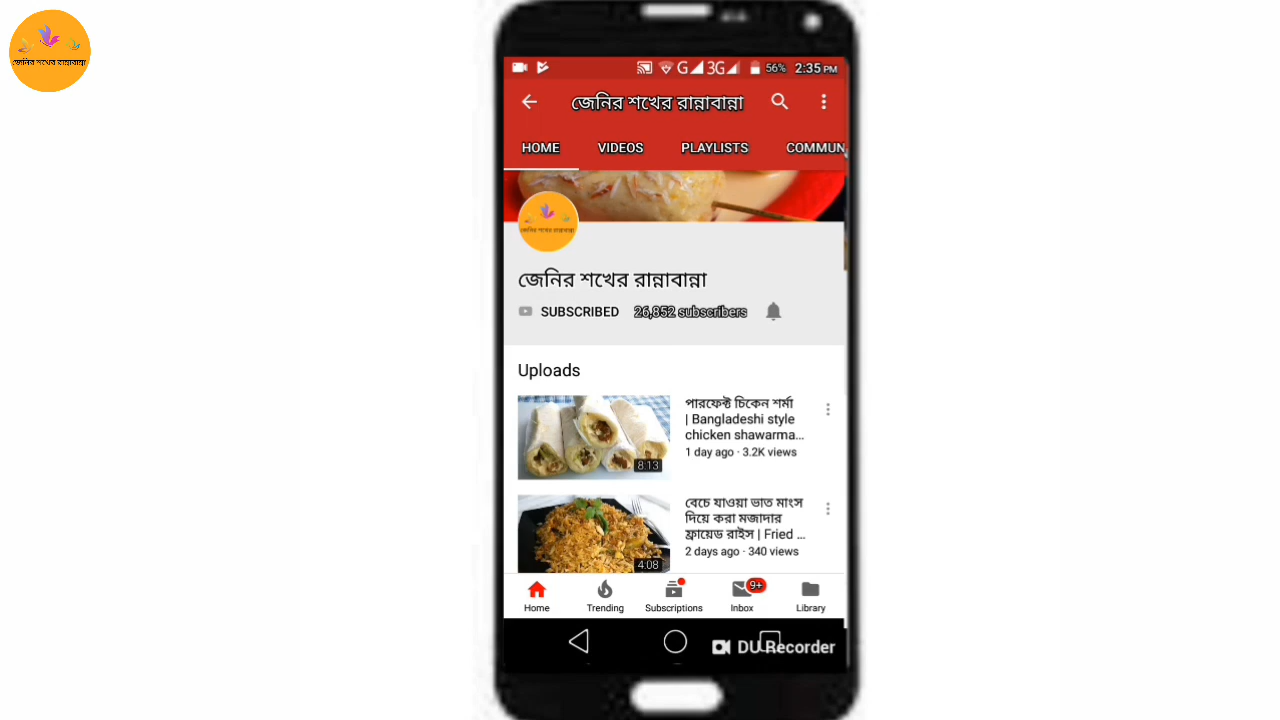 জেনির শখের রান্নাবান্না
56% 2:35 PM
G 3G
জেনির শখের রান্নাবান্না
HOME VIDEOS PLAYLISTS COMMUN
জেনির শখের রান্নাবান্না
জেনির শখের রান্নাবান্না
SUBSCRIBED 26,852 subscribers
Uploads
পারফেক্ট চিকেন শর্মা
| Bangladeshi style
chicken shawarma...
1 day ago · 3.2K views
8:13
বেচে যাওয়া ভাত মাংস
দিয়ে করা মজাদার
ফ্রায়েড রাইস | Fried ...
2 days ago · 340 views
4:08
9+
Home Trending Subscriptions Inbox Library
DU Recorder